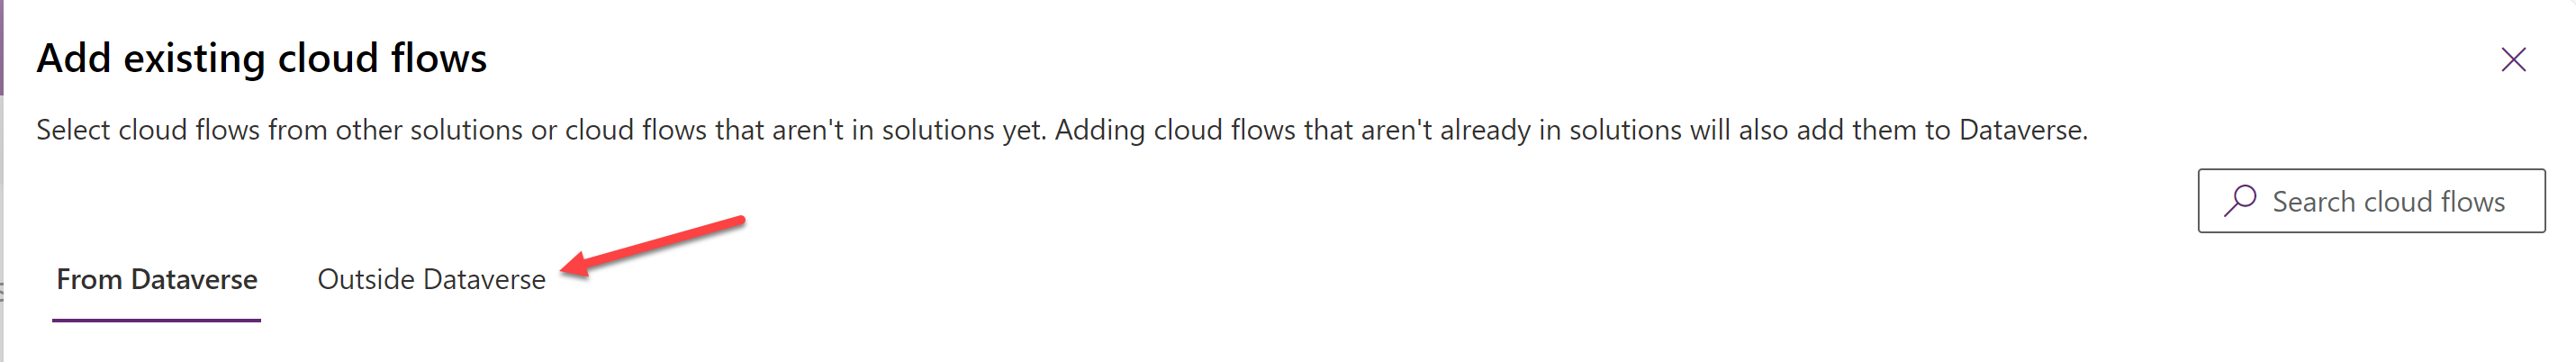 Add existing cloud flows
Select cloud flows from other solutions or cloud flows that aren't in solutions yet. Adding cloud flows that aren't already in solutions will also add them to Dataverse.
Search cloud flows
From Dataverse Outside Dataverse